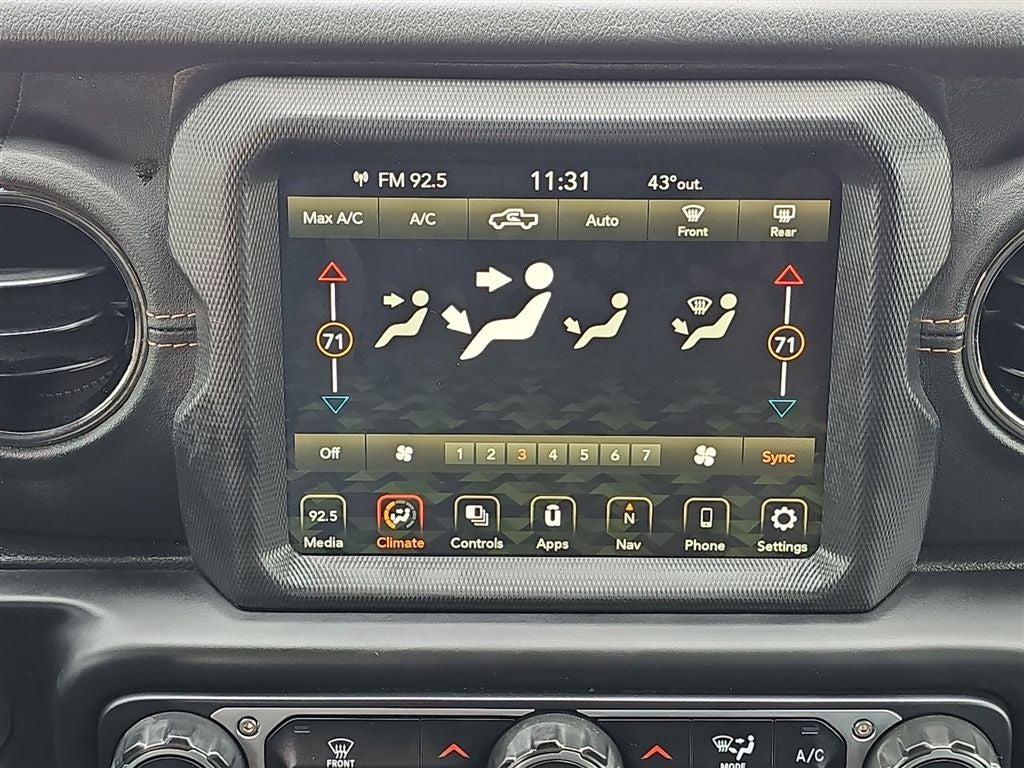 FM 92.5 11:31 43°out.
Max A/C A/C Auto Front Rear
71 71
Off 1 2 3 4 5 6 7 Sync
92.5 N
Media Climate Controls Apps Nav Phone Settings
FRONT MODE A/C